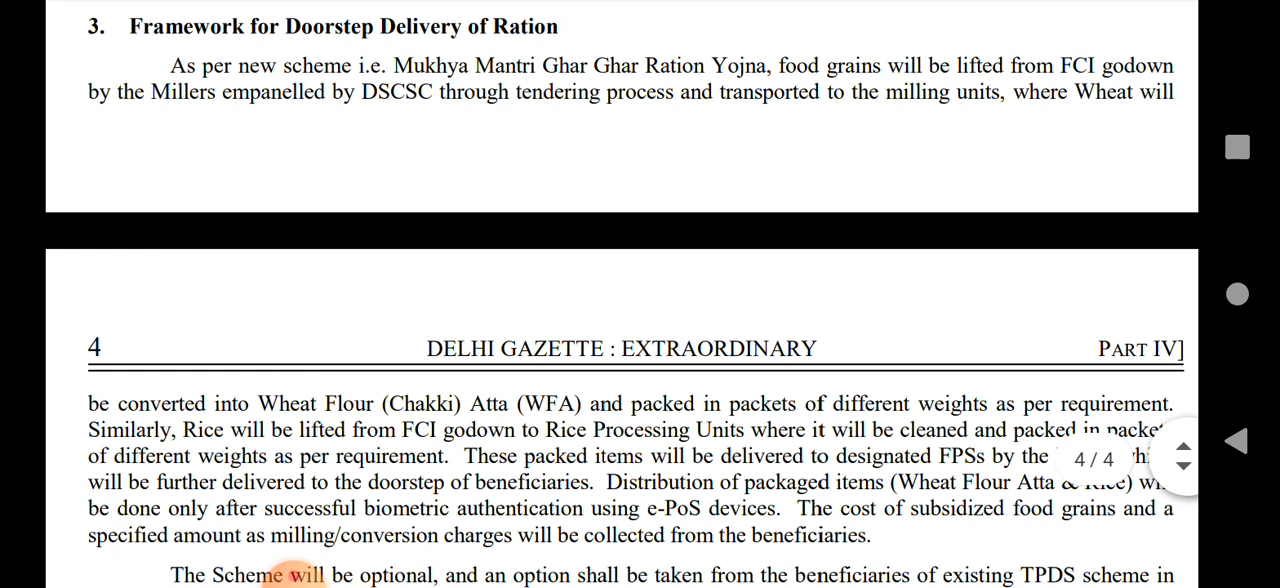 3. Framework for Doorstep Delivery of Ration
As per new scheme i.e. Mukhya Mantri Ghar Ghar Ration Yojna, food grains will be lifted from FCI godown
by the Millers empanelled by DSCSC through tendering process and transported to the milling units, where Wheat will
4 DELHI GAZETTE : EXTRAORDINARY PART IV]
be converted into Wheat Flour (Chakki) Atta (WFA) and packed in packets of different weights as per requirement.
Similarly, Rice will be lifted from FCI godown to Rice Processing Units where it will be cleaned and packed in
of different weights as per requirement. These packed items will be delivered to designated FPSs by the
4 / 4
will be further delivered to the doorstep of beneficiaries. Distribution of packaged items (Wheat Flour Atta &
be done only after successful biometric authentication using e-PoS devices. The cost of subsidized food grains and a
specified amount as milling/conversion charges will be collected from the beneficiaries.
The Scheme will be optional, and an option shall be taken from the beneficiaries of existing TPDS scheme in